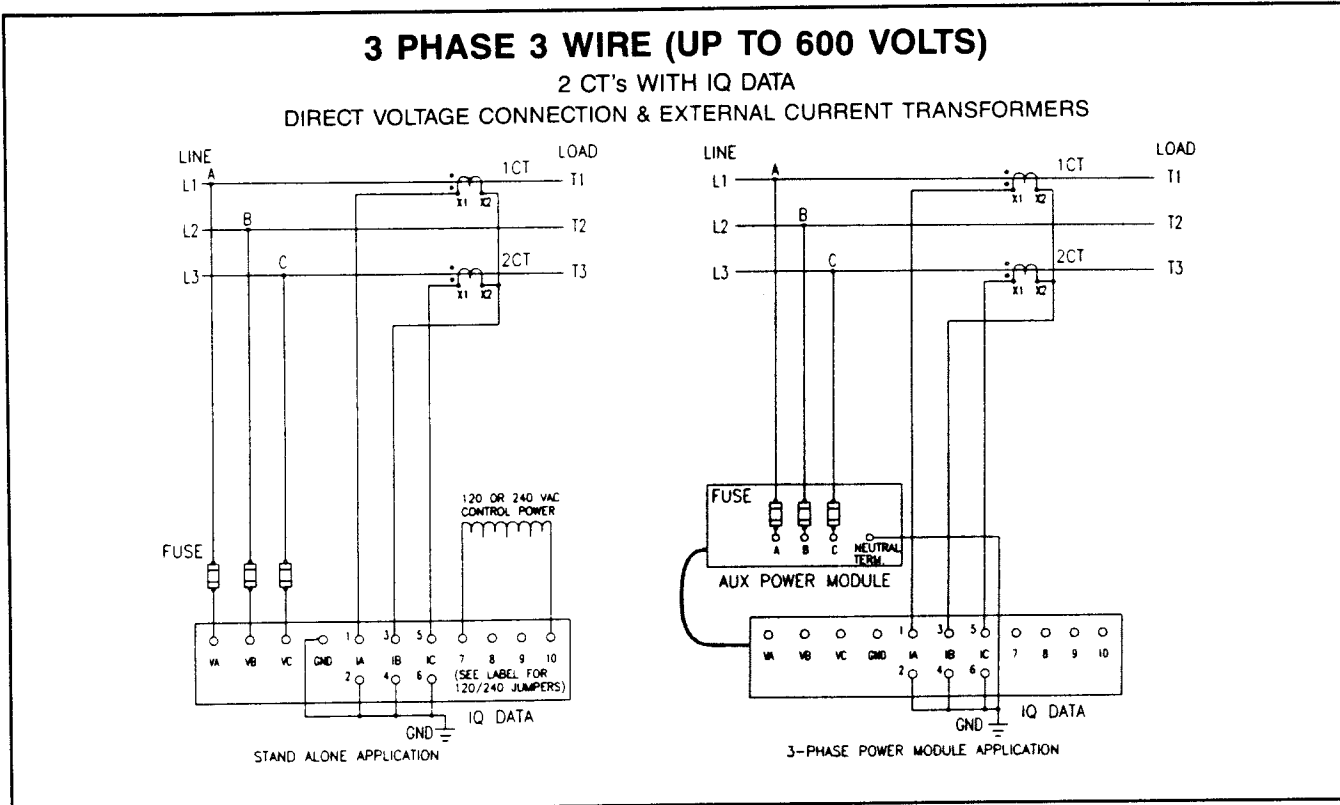 3 PHASE 3 WIRE (UP TO 600 VOLTS)
2 CT's WITH IQ DATA
DIRECT VOLTAGE CONNECTION & EXTERNAL CURRENT TRANSFORMERS
LINE
LOAD
A
1CT
L1
T1
X1 X2
B
L2
T2
C
2CT
L3
T3
X1 X2
120 OR 240 VAC
CONTROL POWER
FUSE
1 3 5
VA VB VC GND IA IB IC 7 8 9 10
2 4 6
(SEE LABEL FOR
120/240 JUMPERS)
IQ DATA
GND
STAND ALONE APPLICATION
LINE
LOAD
A
1CT
L1
T1
X1 X2
B
L2
T2
C
2CT
L3
T3
X1 X2
FUSE
A B C NEUTRAL
TERM.
AUX POWER MODULE
1 3 5
VA VB VC GND IA IB IC 7 8 9 10
2 4 6
IQ DATA
GND
3-PHASE POWER MODULE APPLICATION